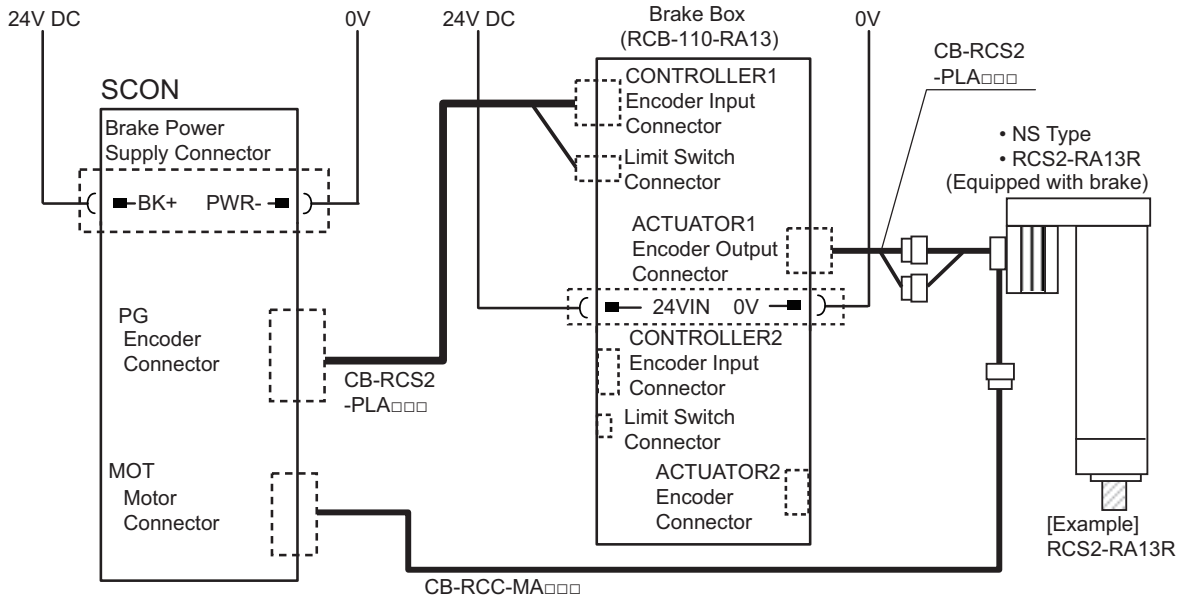 24V DC
0V
24V DC
Brake Box
(RCB-110-RA13)
0V
SCON
Brake Power
Supply Connector
BK+
PWR-
PG
Encoder
Connector
MOT
Motor
Connector
CB-RCS2
-PLA□□□
CB-RCC-MA□□□
CONTROLLER1
Encoder Input
Connector
Limit Switch
Connector
ACTUATOR1
Encoder Output
Connector
24VIN
0V
CONTROLLER2
Encoder Input
Connector
Limit Switch
Connector
ACTUATOR2
Encoder
Connector
CB-RCS2
-PLA□□□
• NS Type
• RCS2-RA13R
(Equipped with brake)
[Example]
RCS2-RA13R